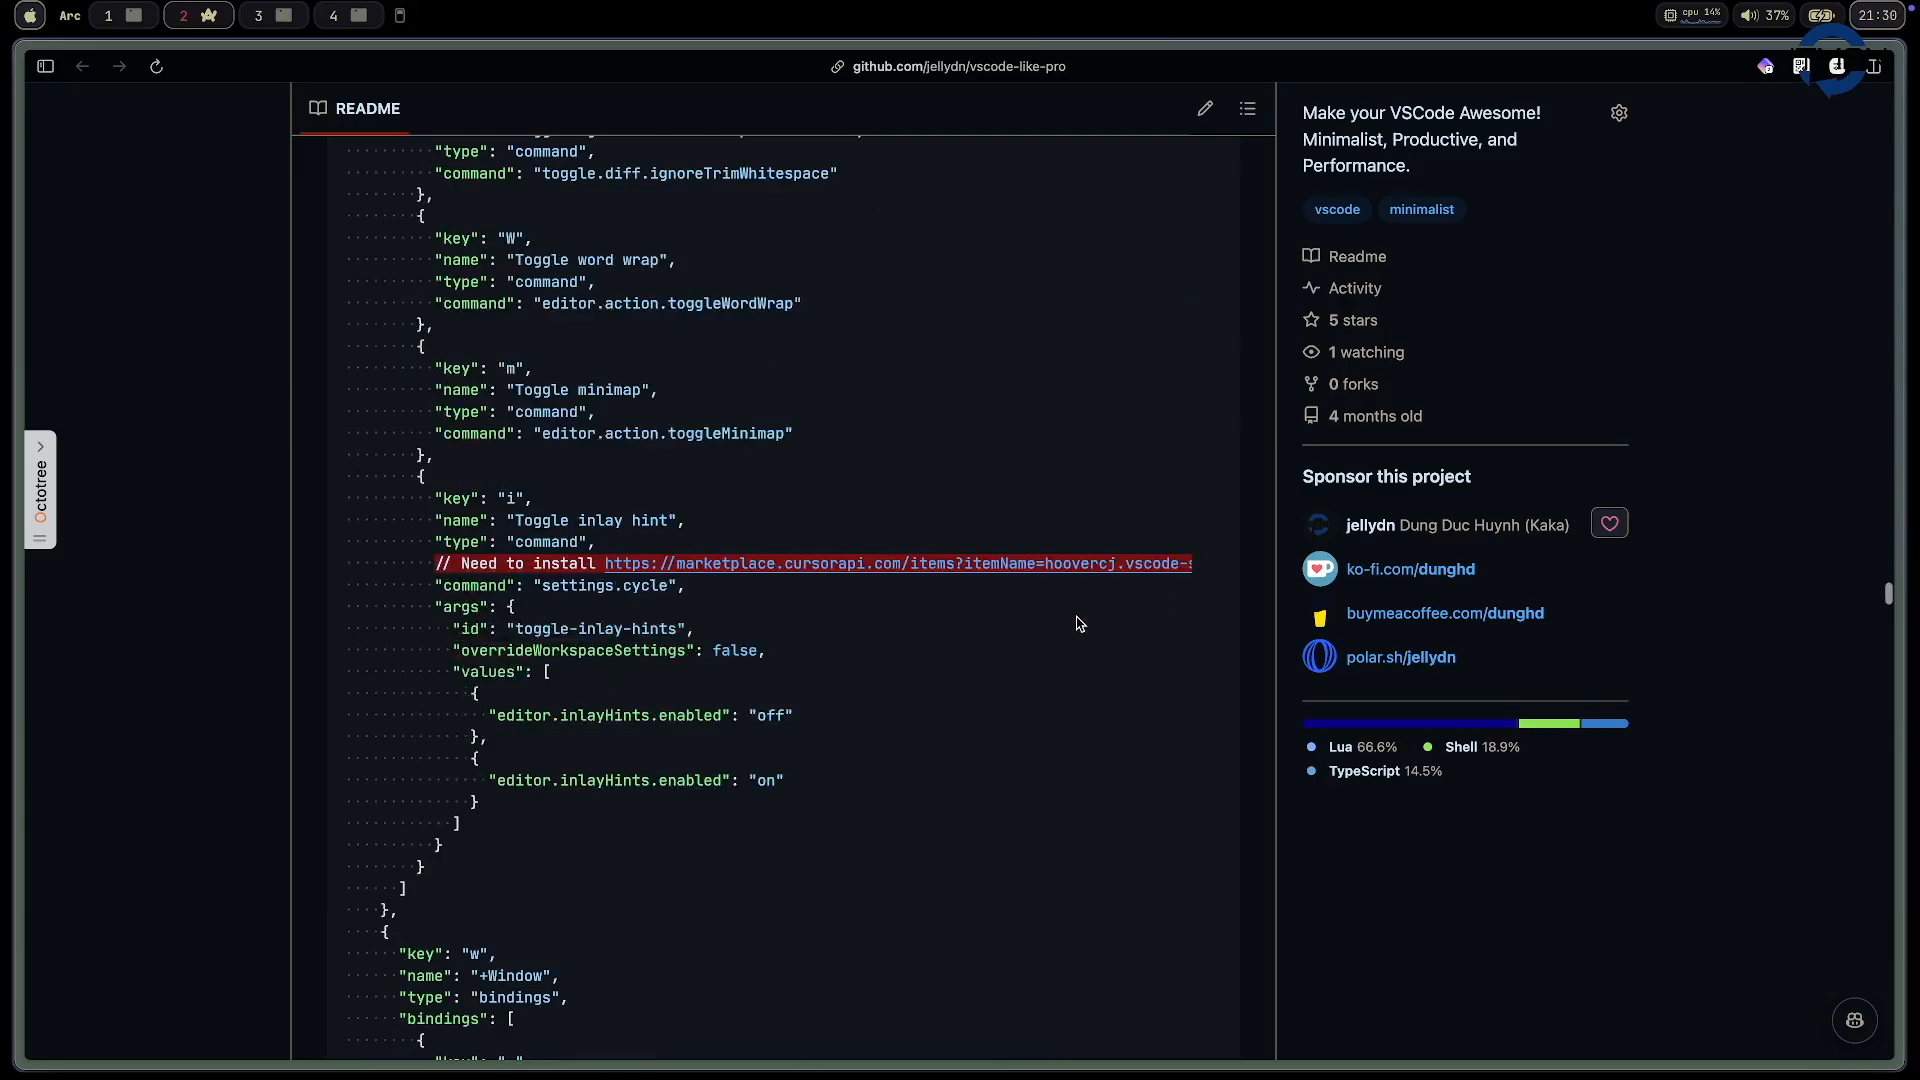 Arc
1
2
3
4
cpu 14%
37%
21:30
github.com/jellydn/vscode-like-pro
README
"type": "command",
"command": "toggle.diff.ignoreTrimWhitespace"
},
{
"key": "W",
"name": "Toggle word wrap",
"type": "command",
"command": "editor.action.toggleWordWrap"
},
{
"key": "m",
"name": "Toggle minimap",
"type": "command",
"command": "editor.action.toggleMinimap"
},
{
"key": "i",
"name": "Toggle inlay hint",
"type": "command",
// Need to install https://marketplace.cursorapi.com/items?itemName=hoovercj.vscode-s
"command": "settings.cycle",
"args": {
"id": "toggle-inlay-hints",
"overrideWorkspaceSettings": false,
"values": [
{
"editor.inlayHints.enabled": "off"
},
{
"editor.inlayHints.enabled": "on"
}
]
}
}
]
},
{
"key": "w",
"name": "+Window",
"type": "bindings",
"bindings": [
{
Octotree
Make your VSCode Awesome!
Minimalist, Productive, and
Performance.
vscode
minimalist
Readme
Activity
5 stars
1 watching
0 forks
4 months old
Sponsor this project
jellydn Dung Duc Huynh (Kaka)
ko-fi.com/dunghd
buymeacoffee.com/dunghd
polar.sh/jellydn
Lua 66.6%
Shell 18.9%
TypeScript 14.5%